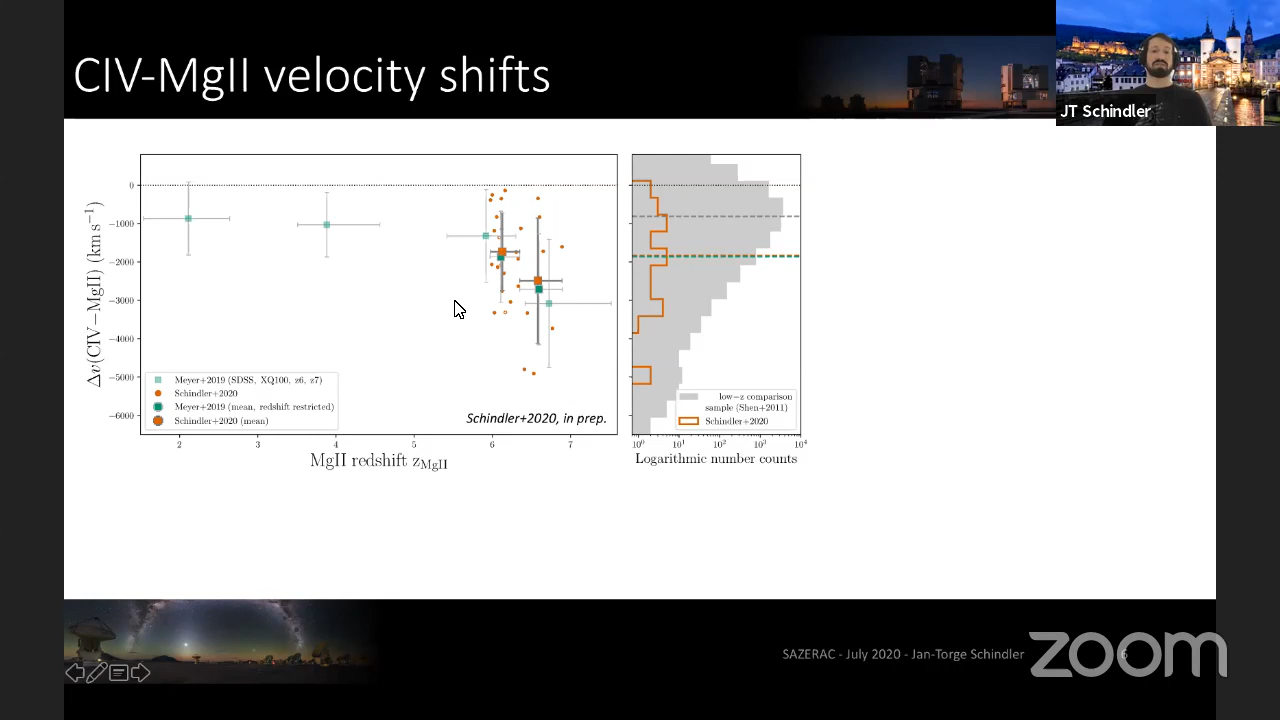 CIV-MgII velocity shifts
JT Schindler
Δv(CIV−MgII) (km s⁻¹)
0
−1000
−2000
−3000
−4000
−5000
−6000
Meyer+2019 (SDSS, XQ100, z6, z7)
Schindler+2020
Meyer+2019 (mean, redshift restricted)
Schindler+2020 (mean)
Schindler+2020, in prep.
2 3 4 5 6 7
MgII redshift z_MgII
low−z comparison
sample (Shen+2011)
Schindler+2020
10⁰ 10¹ 10² 10³ 10⁴
Logarithmic number counts
SAZERAC - July 2020 - Jan-Torge Schindler
6
zoom